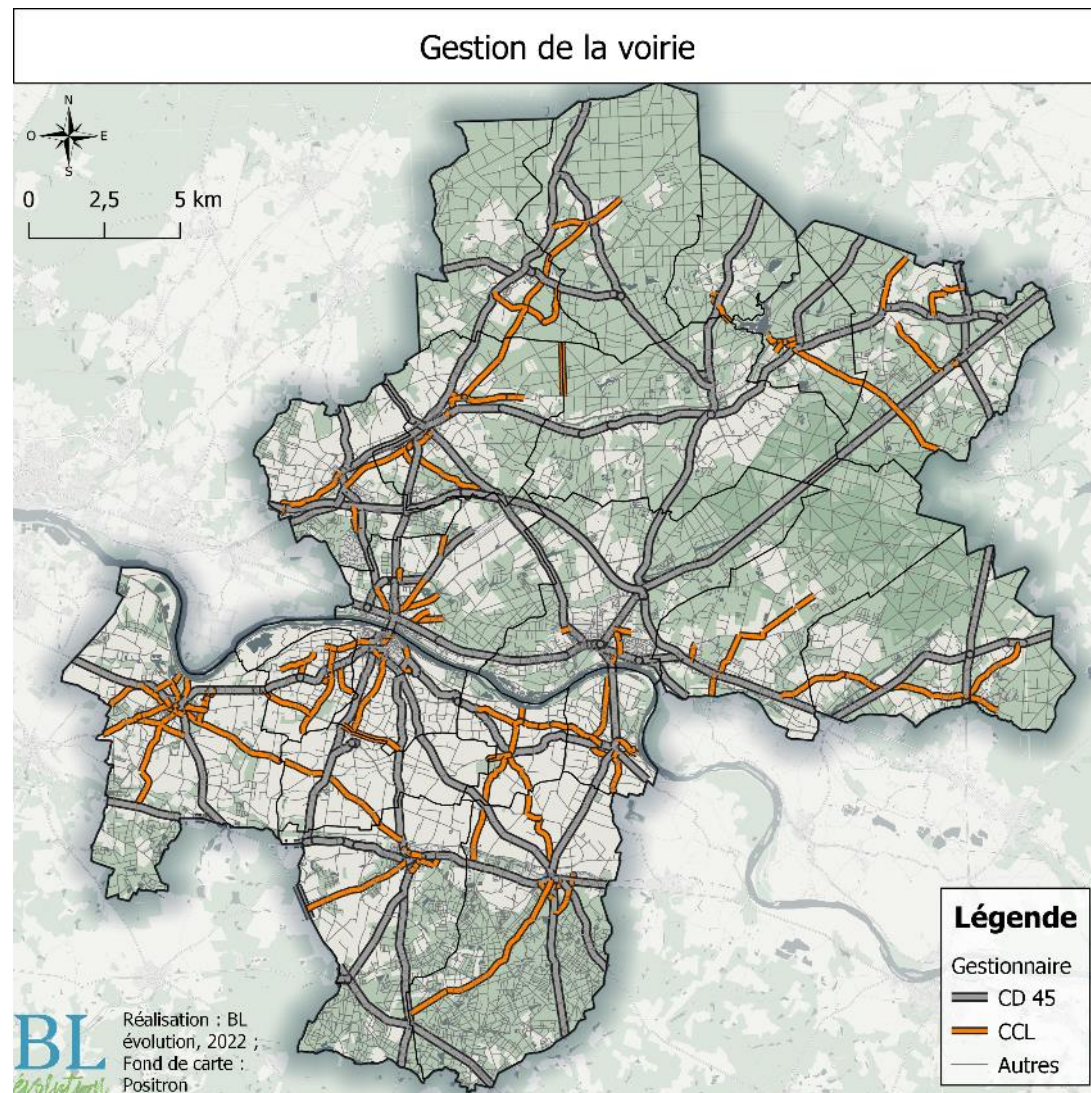 Gestion de la voirie
N
O E
S
0 2,5 5 km
Légende
Gestionnaire
CD 45
CCL
Autres
BL
évolution
Réalisation : BL
évolution, 2022 ;
Fond de carte :
Positron